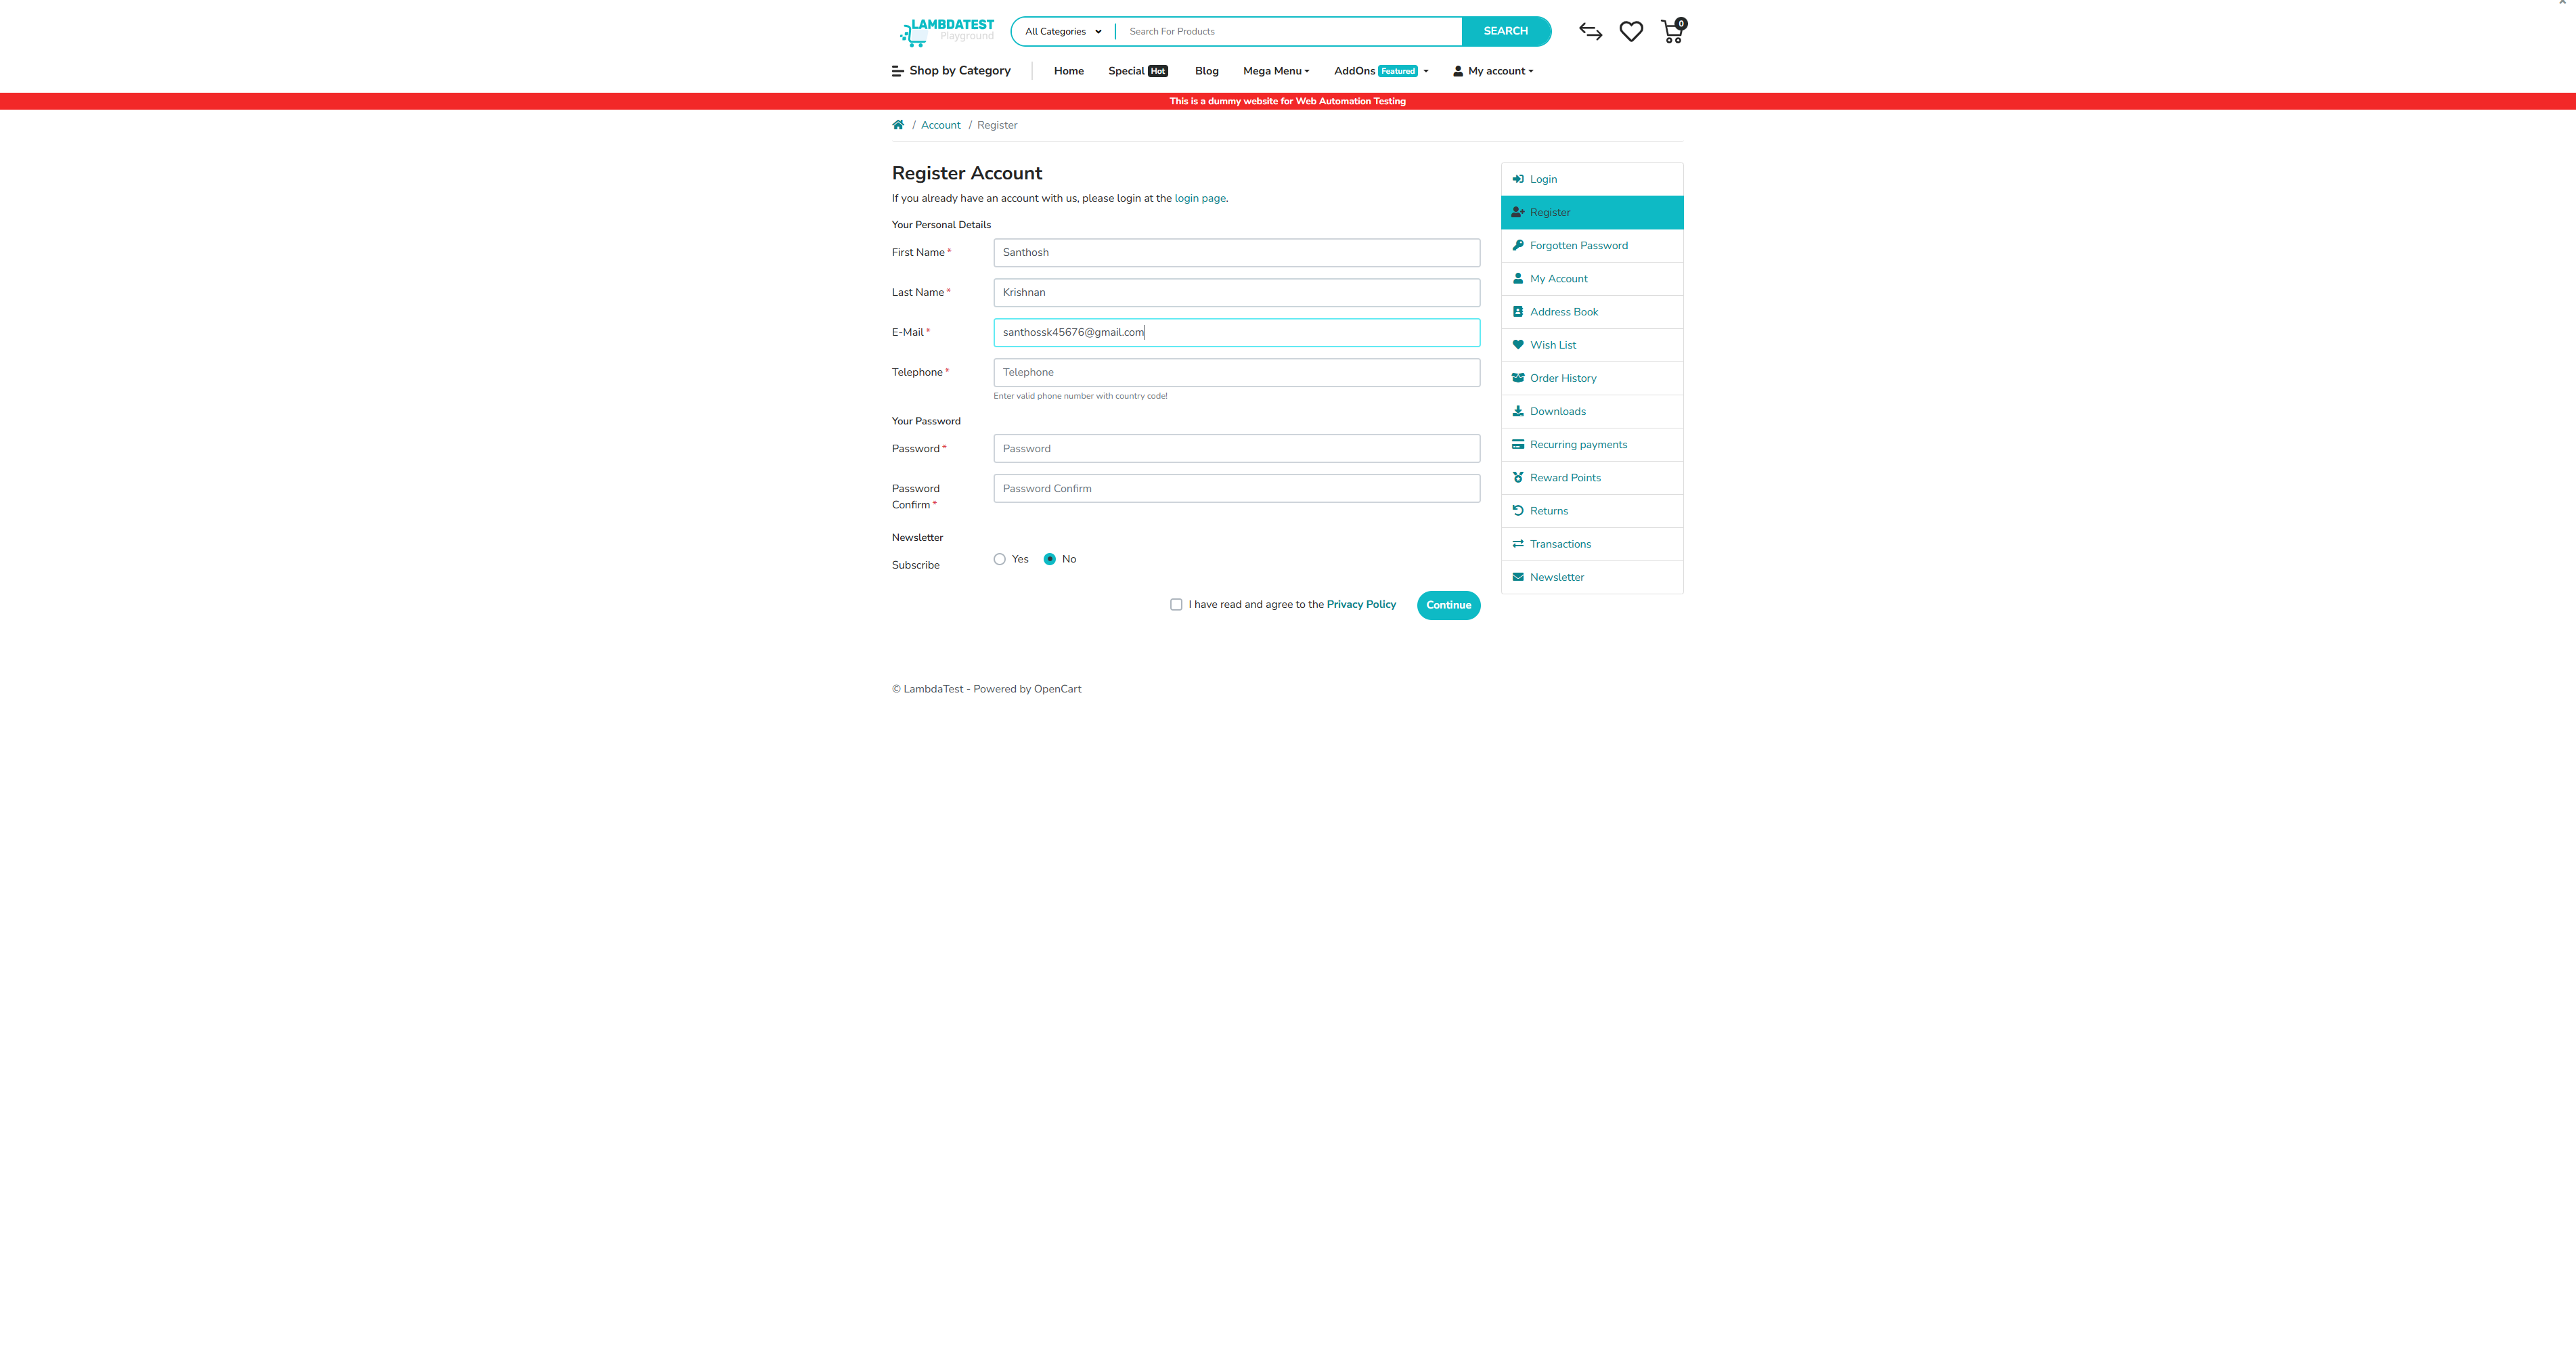 LAMBDATEST
Playground
All Categories Search For Products SEARCH 0
Shop by Category Home Special Hot Blog Mega Menu AddOns Featured My account
This is a dummy website for Web Automation Testing
/ Account / Register
Register Account
If you already have an account with us, please login at the login page.
Your Personal Details
First Name * Santhosh
Last Name * Krishnan
E-Mail * santhossk45676@gmail.com
Telephone * Telephone
Enter valid phone number with country code!
Your Password
Password * Password
Password Confirm * Password Confirm
Newsletter
Subscribe Yes No
I have read and agree to the Privacy Policy Continue
Login
Register
Forgotten Password
My Account
Address Book
Wish List
Order History
Downloads
Recurring payments
Reward Points
Returns
Transactions
Newsletter
© LambdaTest - Powered by OpenCart